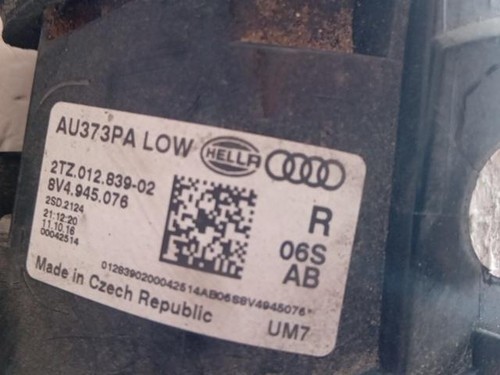 AU373PA LOW HELLA
2TZ.012.839-02
8V4.945.076
2SD.2124
21:12:20
11.10.16
00042514
R
06S
AB
0128390200042514AB06S8V4945076*
Made in Czech Republic
UM7